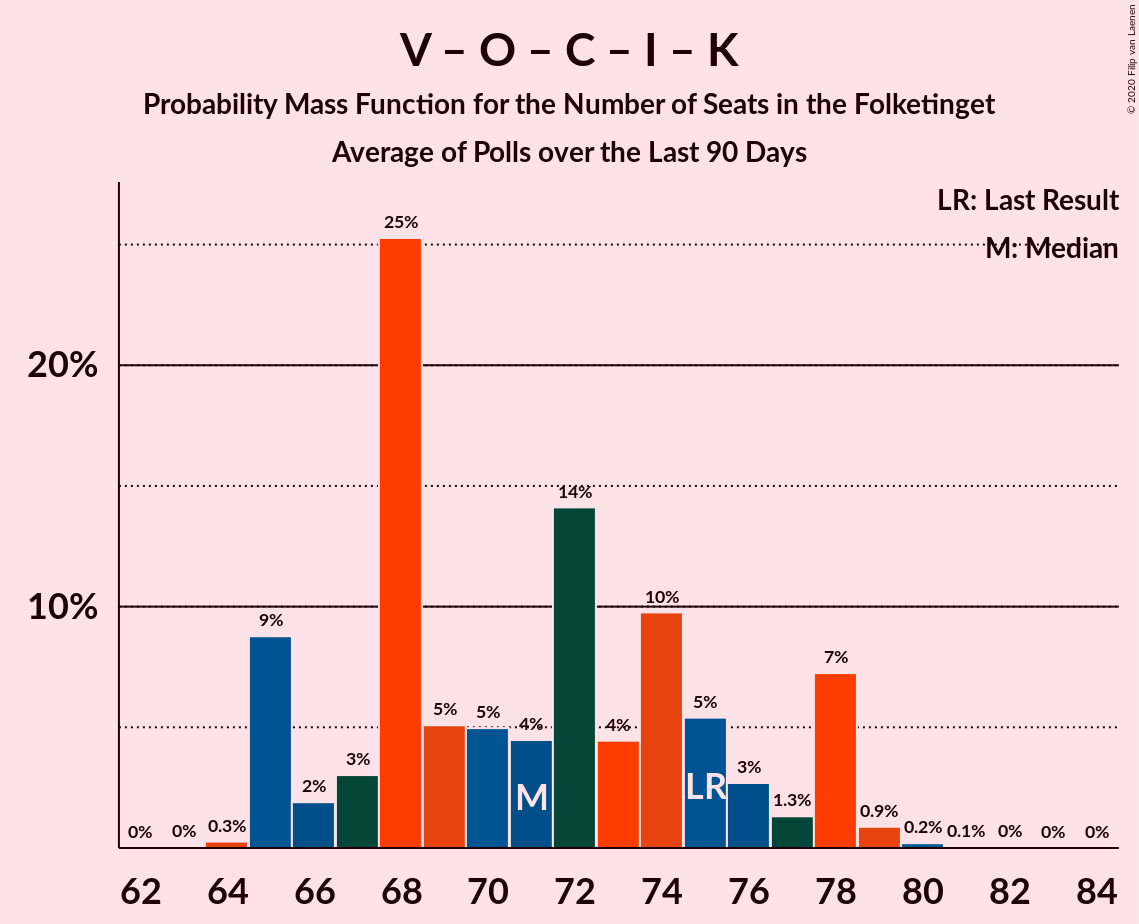 V – O – C – I – K
Probability Mass Function for the Number of Seats in the Folketinget
Average of Polls over the Last 90 Days
© 2020 Filip van Laenen
LR: Last Result
M: Median
20%
10%
0% 0% 0.3% 9% 2% 3% 25% 5% 5% 4% 14% 4% 10% 5% 3% 1.3% 7% 0.9% 0.2% 0.1% 0% 0% 0%
M LR
62 64 66 68 70 72 74 76 78 80 82 84